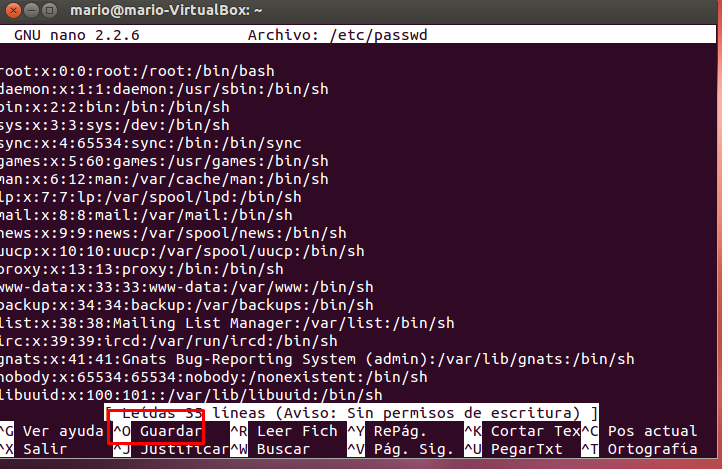 mario@mario-VirtualBox: ~
GNU nano 2.2.6 Archivo: /etc/passwd
root:x:0:0:root:/root:/bin/bash
daemon:x:1:1:daemon:/usr/sbin:/bin/sh
bin:x:2:2:bin:/bin:/bin/sh
sys:x:3:3:sys:/dev:/bin/sh
sync:x:4:65534:sync:/bin:/bin/sync
games:x:5:60:games:/usr/games:/bin/sh
man:x:6:12:man:/var/cache/man:/bin/sh
lp:x:7:7:lp:/var/spool/lpd:/bin/sh
mail:x:8:8:mail:/var/mail:/bin/sh
news:x:9:9:news:/var/spool/news:/bin/sh
uucp:x:10:10:uucp:/var/spool/uucp:/bin/sh
proxy:x:13:13:proxy:/bin:/bin/sh
www-data:x:33:33:www-data:/var/www:/bin/sh
backup:x:34:34:backup:/var/backups:/bin/sh
list:x:38:38:Mailing List Manager:/var/list:/bin/sh
irc:x:39:39:ircd:/var/run/ircd:/bin/sh
gnats:x:41:41:Gnats Bug-Reporting System (admin):/var/lib/gnats:/bin/sh
nobody:x:65534:65534:nobody:/nonexistent:/bin/sh
libuuid:x:100:101::/var/lib/libuuid:/bin/sh
[ Leídas 35 líneas (Aviso: Sin permisos de escritura) ]
^G Ver ayuda ^O Guardar ^R Leer Fich ^Y RePág. ^K Cortar Tex ^C Pos actual
^X Salir ^J Justificar ^W Buscar ^V Pág. Sig. ^U PegarTxt ^T Ortografía